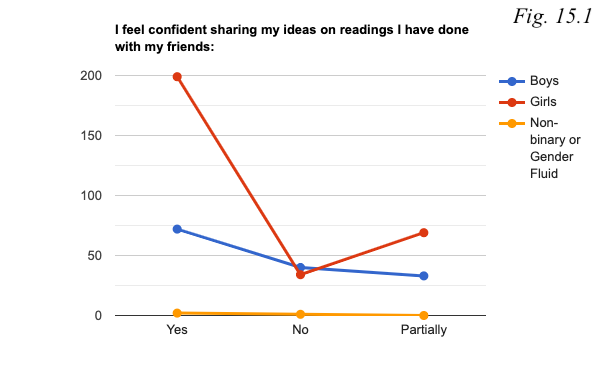 Fig. 15.1
I feel confident sharing my ideas on readings I have done
with my friends:
200
150
100
50
0
Yes
No
Partially
Boys
Girls
Non-
binary or
Gender
Fluid